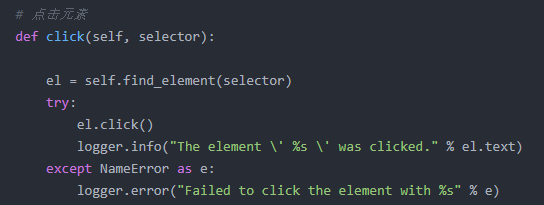 # 点击元素
def click(self, selector):
el = self.find_element(selector)
try:
el.click()
logger.info("The element \' %s \' was clicked." % el.text)
except NameError as e:
logger.error("Failed to click the element with %s" % e)